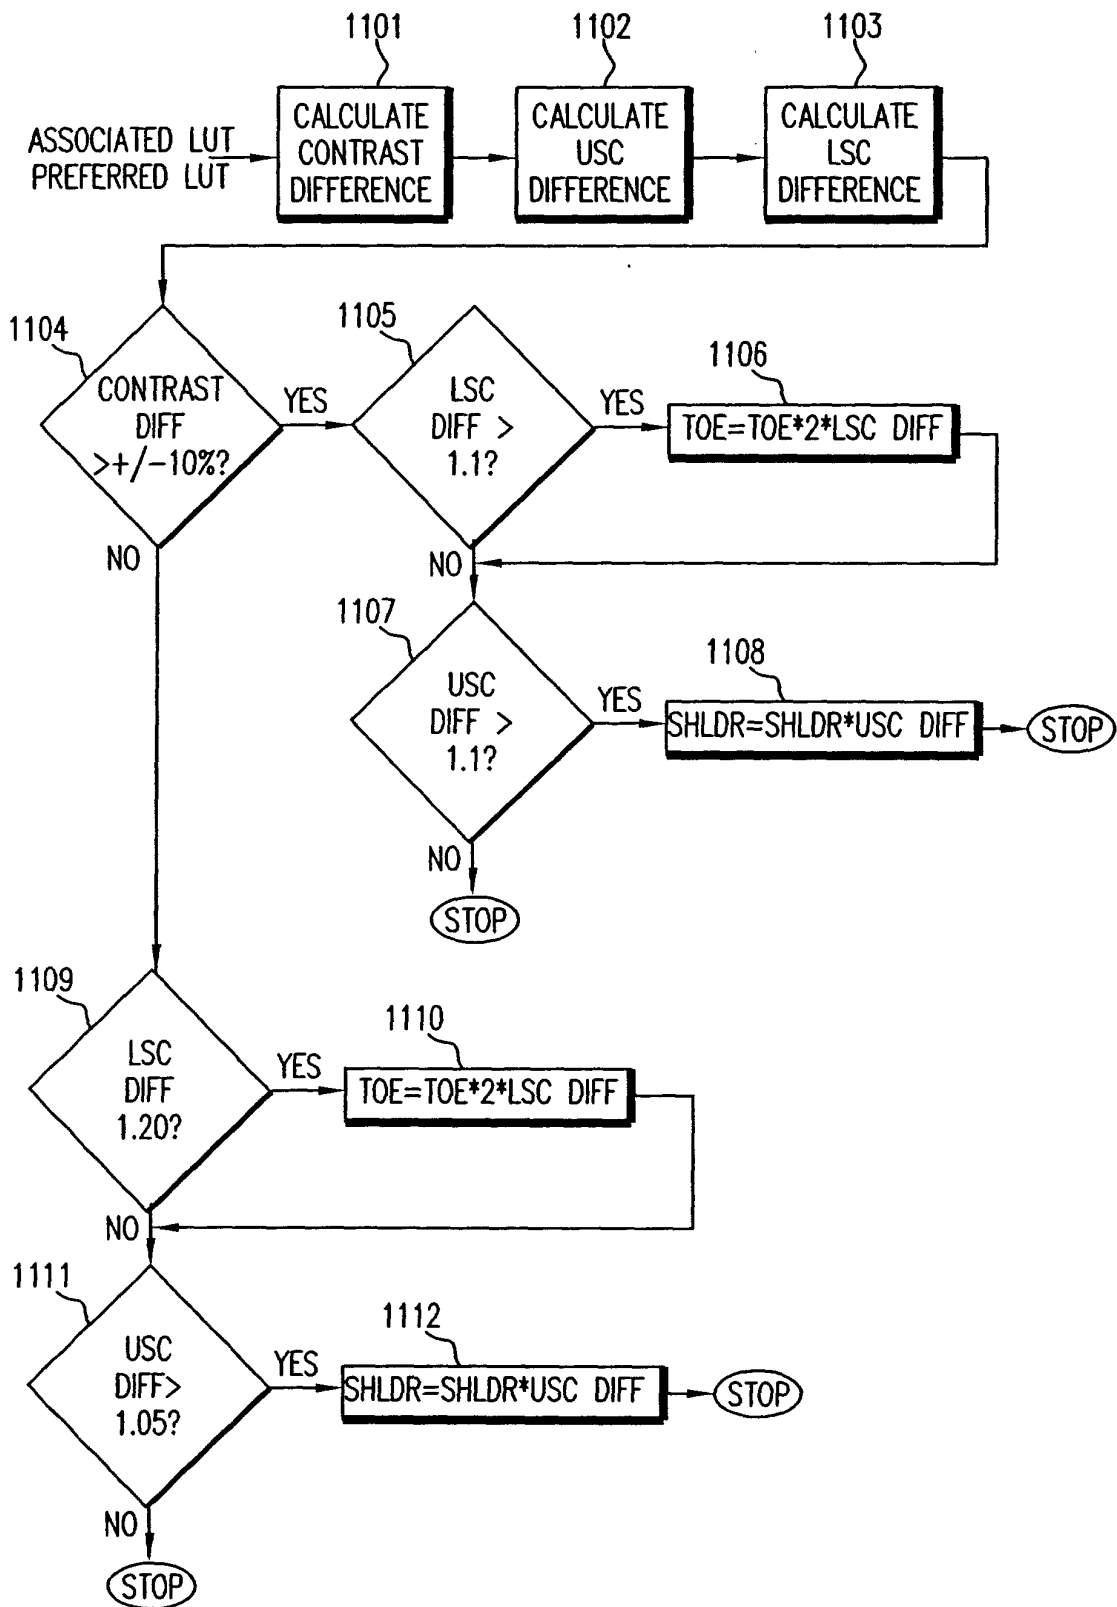 1101
1102
1103
ASSOCIATED LUT
PREFERRED LUT
CALCULATE
CONTRAST
DIFFERENCE
CALCULATE
USC
DIFFERENCE
CALCULATE
LSC
DIFFERENCE
1104
CONTRAST
DIFF
>+/-10%?
YES
NO
1105
LSC
DIFF >
1.1?
YES
NO
1106
TOE=TOE*2*LSC DIFF
1107
USC
DIFF >
1.1?
YES
NO
1108
SHLDR=SHLDR*USC DIFF
STOP
STOP
1109
LSC
DIFF
1.20?
YES
NO
1110
TOE=TOE*2*LSC DIFF
1111
USC
DIFF>
1.05?
YES
NO
1112
SHLDR=SHLDR*USC DIFF
STOP
STOP